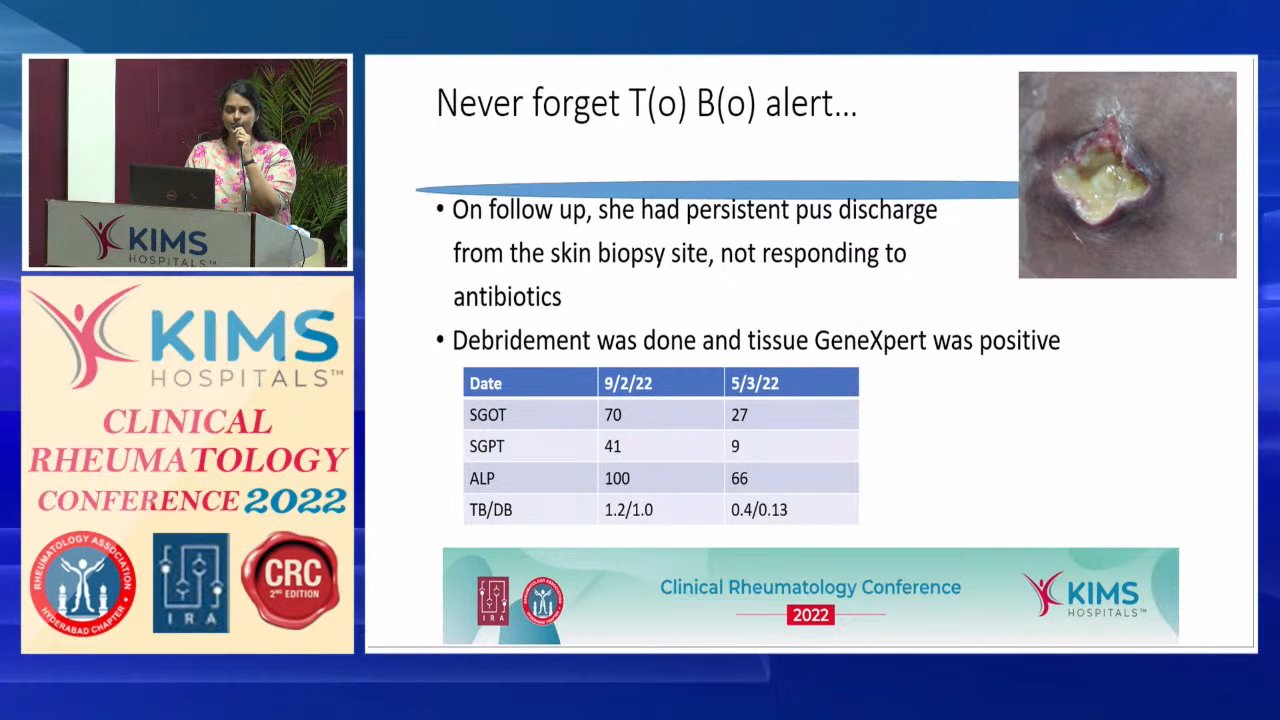 Never forget T(o) B(o) alert...
• On follow up, she had persistent pus discharge
from the skin biopsy site, not responding to
antibiotics
• Debridement was done and tissue GeneXpert was positive
Date 9/2/22 5/3/22
SGOT 70 27
SGPT 41 9
ALP 100 66
TB/DB 1.2/1.0 0.4/0.13
IRA
Clinical Rheumatology Conference
2022
KIMS
HOSPITALS™
KIMS
HOSPITALS™
KIMS
HOSPITALS™
CLINICAL
RHEUMATOLOGY
CONFERENCE 2022
RHEUMATOLOGY ASSOCIATION
HYDERABAD CHAPTER
IRA
CRC
2ND EDITION